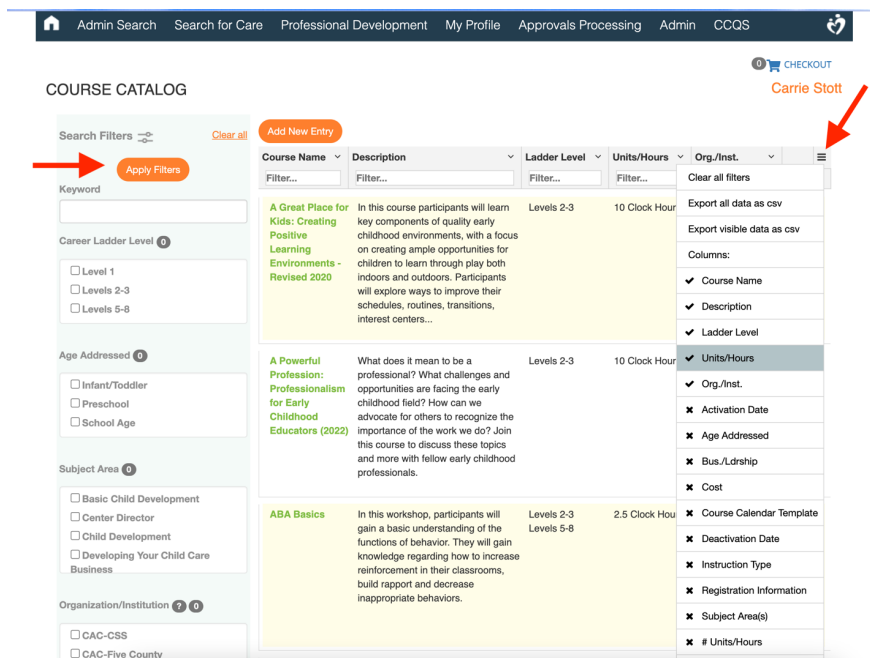 Admin Search Search for Care Professional Development My Profile Approvals Processing Admin CCQS
0 CHECKOUT
COURSE CATALOG
Carrie Stott
Search Filters Clear all
Apply Filters
Keyword
Career Ladder Level 0
Level 1
Levels 2-3
Levels 5-8
Age Addressed 0
Infant/Toddler
Preschool
School Age
Subject Area 0
Basic Child Development
Center Director
Child Development
Developing Your Child Care
Business
Organization/Institution ? 0
CAC-CSS
CAC-Five County
Add New Entry
Course Name Description Ladder Level Units/Hours Org./Inst.
Filter... Filter... Filter... Filter...
A Great Place for
Kids: Creating
Positive
Learning
Environments -
Revised 2020
In this course participants will learn
key components of quality early
childhood environments, with a focus
on creating ample opportunities for
children to learn through play both
indoors and outdoors. Participants
will explore ways to improve their
schedules, routines, transitions,
interest centers...
Levels 2-3
10 Clock Hour
A Powerful
Profession:
Professionalism
for Early
Childhood
Educators (2022)
What does it mean to be a
professional? What challenges and
opportunities are facing the early
childhood field? How can we
advocate for others to recognize the
importance of the work we do? Join
this course to discuss these topics
and more with fellow early childhood
professionals.
Levels 2-3
10 Clock Hour
ABA Basics
In this workshop, participants will
gain a basic understanding of the
functions of behavior. They will gain
knowledge regarding how to increase
reinforcement in their classrooms,
build rapport and decrease
inappropriate behaviors.
Levels 2-3
Levels 5-8
2.5 Clock Hou
Clear all filters
Export all data as csv
Export visible data as csv
Columns:
Course Name
Description
Ladder Level
Units/Hours
Org./Inst.
Activation Date
Age Addressed
Bus./Ldrship
Cost
Course Calendar Template
Deactivation Date
Instruction Type
Registration Information
Subject Area(s)
# Units/Hours